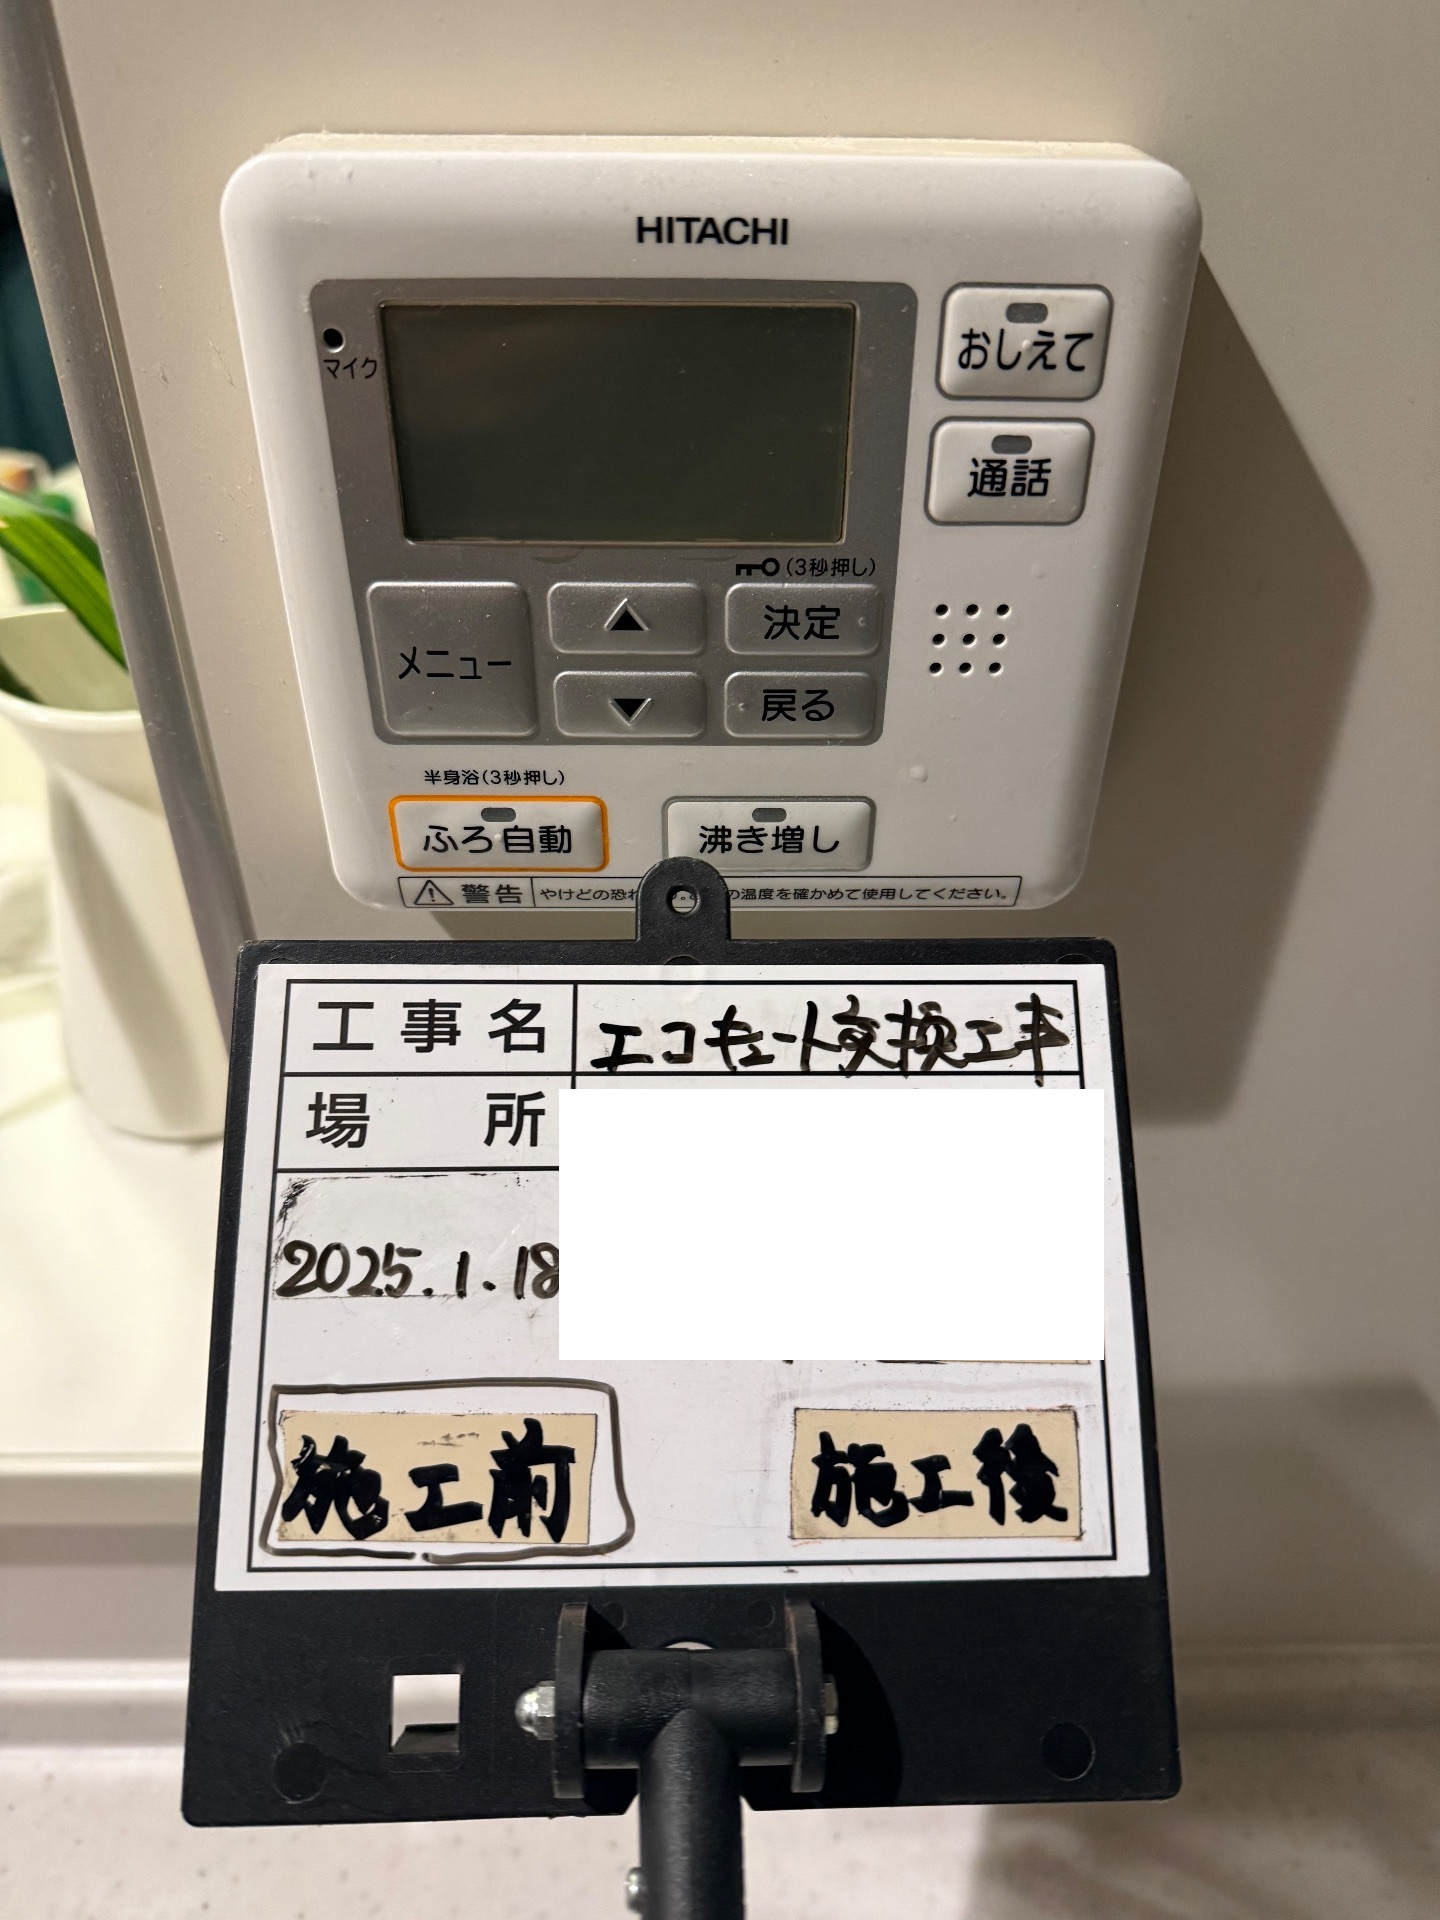 HITACHI
おしえて
マイク
通話
(3秒押し)
メニュー
▲
決定
▼
戻る
半身浴(3秒押し)
ふろ自動
沸き増し
警告
やけどの恐れ
の温度を確かめて使用してください。
工事名
エコキュート交換工事
場所
2025.1.18
施工前
施工後